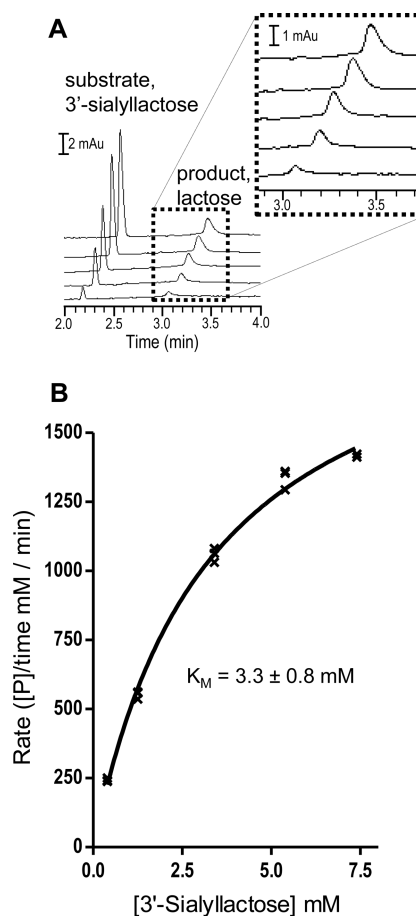 A
1 mAu
substrate,
3'-sialyllactose
2 mAu
product,
lactose
3.0 3.5
2.0 2.5 3.0 3.5 4.0
Time (min)
B
1500
1250
1000
750
500
250
0
Rate ([P]/time mM / min)
K_M = 3.3 ± 0.8 mM
0.0 2.5 5.0 7.5
[3'-Sialyllactose] mM